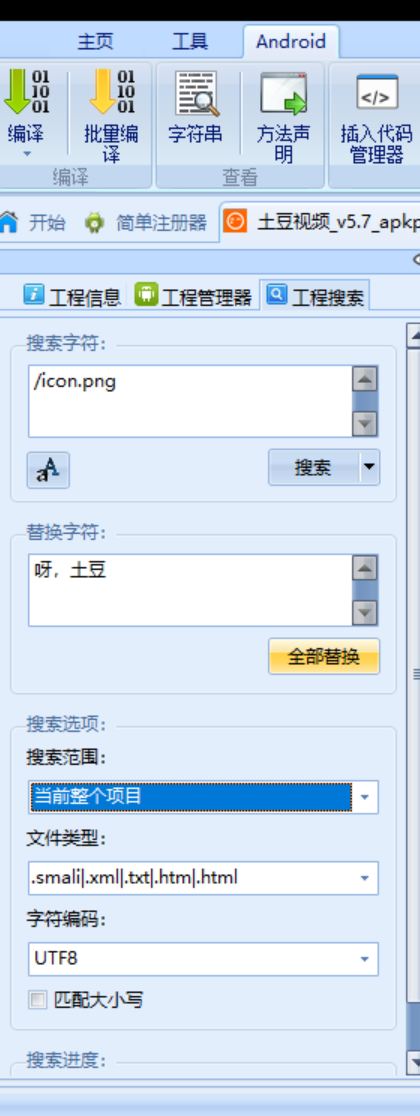 主页 工具 Android
01
10
01
01
10
01
</>
编译 批量编译 字符串 方法声明 插入代码管理器
编译 查看
开始 简单注册器 土豆视频_v5.7_apkp
工程信息 工程管理器 工程搜索
搜索字符:
/icon.png
aA 搜索
替换字符:
呀，土豆
全部替换
搜索选项:
搜索范围:
当前整个项目
文件类型:
.smali|.xml|.txt|.htm|.html
字符编码:
UTF8
匹配大小写
搜索进度: